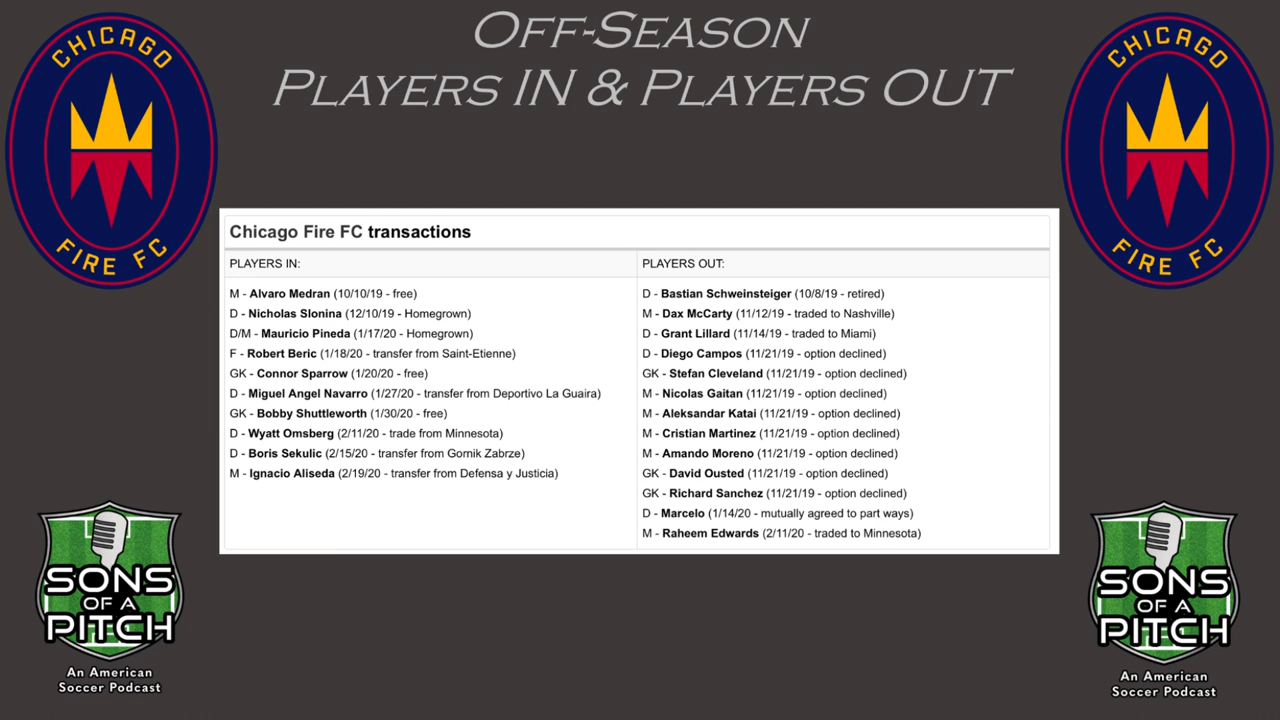 OFF-SEASON
PLAYERS IN & PLAYERS OUT
CHICAGO
FIRE FC
CHICAGO
FIRE FC
Chicago Fire FC transactions
PLAYERS IN:
M - Alvaro Medran (10/10/19 - free)
D - Nicholas Slonina (12/10/19 - Homegrown)
D/M - Mauricio Pineda (1/17/20 - Homegrown)
F - Robert Beric (1/18/20 - transfer from Saint-Etienne)
GK - Connor Sparrow (1/20/20 - free)
D - Miguel Angel Navarro (1/27/20 - transfer from Deportivo La Guaira)
GK - Bobby Shuttleworth (1/30/20 - free)
D - Wyatt Omsberg (2/11/20 - trade from Minnesota)
D - Boris Sekulic (2/15/20 - transfer from Gornik Zabrze)
M - Ignacio Aliseda (2/19/20 - transfer from Defensa y Justicia)
PLAYERS OUT:
D - Bastian Schweinsteiger (10/8/19 - retired)
M - Dax McCarty (11/12/19 - traded to Nashville)
D - Grant Lillard (11/14/19 - traded to Miami)
D - Diego Campos (11/21/19 - option declined)
GK - Stefan Cleveland (11/21/19 - option declined)
M - Nicolas Gaitan (11/21/19 - option declined)
M - Aleksandar Katai (11/21/19 - option declined)
M - Cristian Martinez (11/21/19 - option declined)
M - Amando Moreno (11/21/19 - option declined)
GK - David Ousted (11/21/19 - option declined)
GK - Richard Sanchez (11/21/19 - option declined)
D - Marcelo (1/14/20 - mutually agreed to part ways)
M - Raheem Edwards (2/11/20 - traded to Minnesota)
SONS
OF A
PITCH
An American
Soccer Podcast
SONS
OF A
PITCH
An American
Soccer Podcast